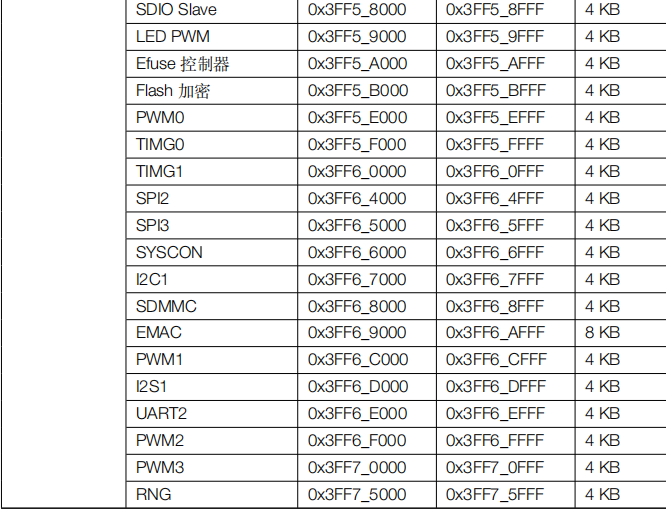 SDIO Slave 0x3FF5_8000 0x3FF5_8FFF 4 KB
LED PWM 0x3FF5_9000 0x3FF5_9FFF 4 KB
Efuse 控制器 0x3FF5_A000 0x3FF5_AFFF 4 KB
Flash 加密 0x3FF5_B000 0x3FF5_BFFF 4 KB
PWM0 0x3FF5_E000 0x3FF5_EFFF 4 KB
TIMG0 0x3FF5_F000 0x3FF5_FFFF 4 KB
TIMG1 0x3FF6_0000 0x3FF6_0FFF 4 KB
SPI2 0x3FF6_4000 0x3FF6_4FFF 4 KB
SPI3 0x3FF6_5000 0x3FF6_5FFF 4 KB
SYSCON 0x3FF6_6000 0x3FF6_6FFF 4 KB
I2C1 0x3FF6_7000 0x3FF6_7FFF 4 KB
SDMMC 0x3FF6_8000 0x3FF6_8FFF 4 KB
EMAC 0x3FF6_9000 0x3FF6_AFFF 8 KB
PWM1 0x3FF6_C000 0x3FF6_CFFF 4 KB
I2S1 0x3FF6_D000 0x3FF6_DFFF 4 KB
UART2 0x3FF6_E000 0x3FF6_EFFF 4 KB
PWM2 0x3FF6_F000 0x3FF6_FFFF 4 KB
PWM3 0x3FF7_0000 0x3FF7_0FFF 4 KB
RNG 0x3FF7_5000 0x3FF7_5FFF 4 KB